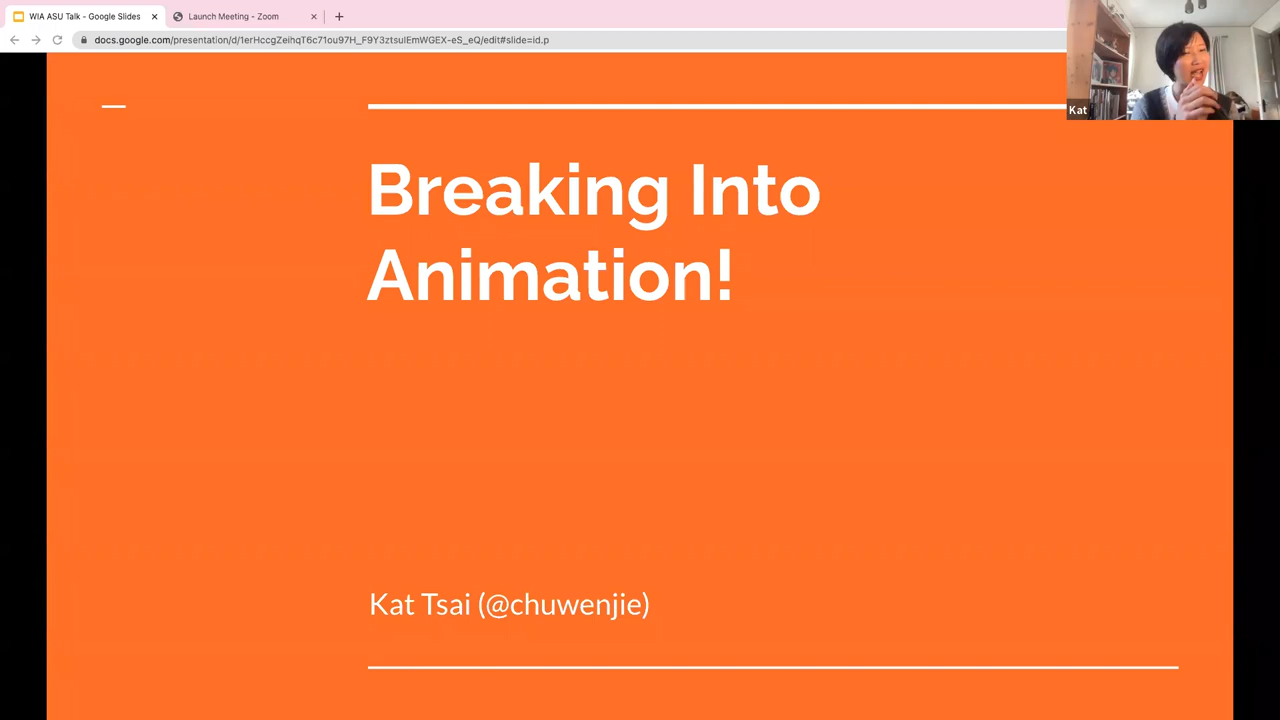 WIA ASU Talk - Google Slides
Launch Meeting - Zoom
docs.google.com/presentation/d/1erHccgZeihqT6c71ou97H_F9Y3ztsuIEmWGEX-eS_eQ/edit#slide=id.p
Kat
Breaking Into
Animation!
Kat Tsai (@chuwenjie)